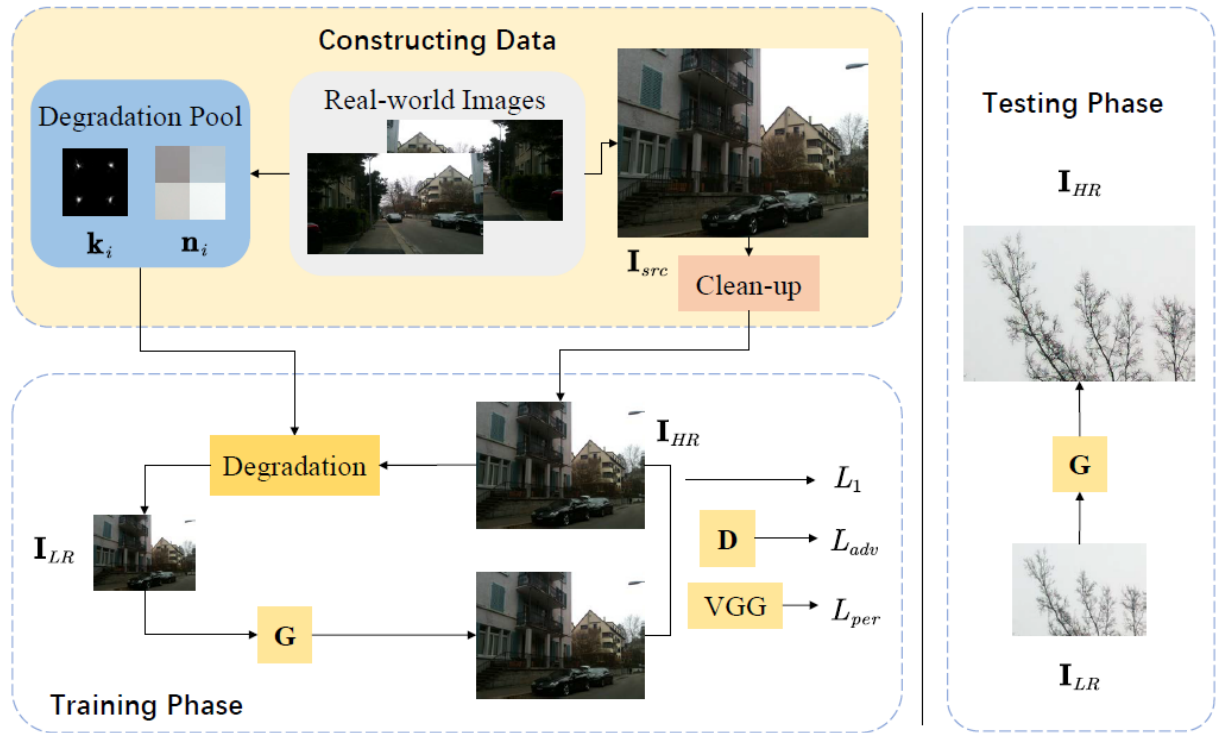 Constructing Data
Degradation Pool
k_i
n_i
Real-world Images
I_src
Clean-up
Degradation
I_HR
I_LR
G
L_1
D
L_adv
VGG
L_per
Training Phase
Testing Phase
I_HR
G
I_LR